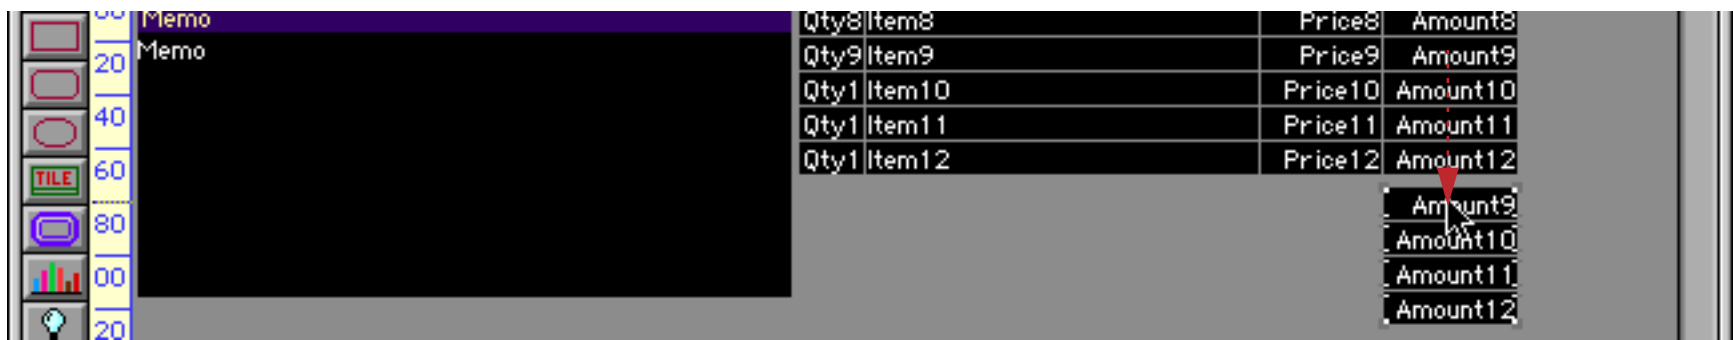 00 Memo Qty8 Item8 Price8 Amount8
20 Memo Qty9 Item9 Price9 Amount9
Qty1 Item10 Price10 Amount10
40 Qty1 Item11 Price11 Amount11
60 TILE Qty1 Item12 Price12 Amount12
Amount9
80 Amount10
00 Amount11
Amount12
20